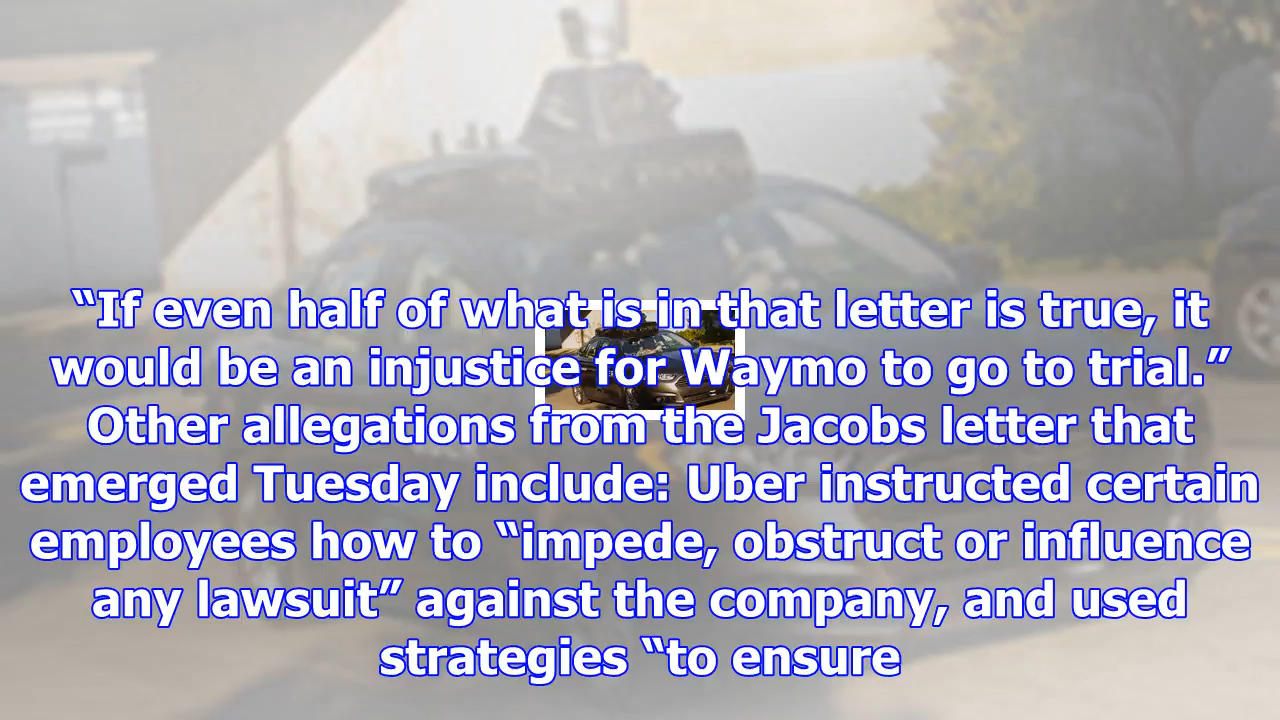 “If even half of what is in that letter is true, it
would be an injustice for Waymo to go to trial.”
Other allegations from the Jacobs letter that
emerged Tuesday include: Uber instructed certain
employees how to “impede, obstruct or influence
any lawsuit” against the company, and used
strategies “to ensure